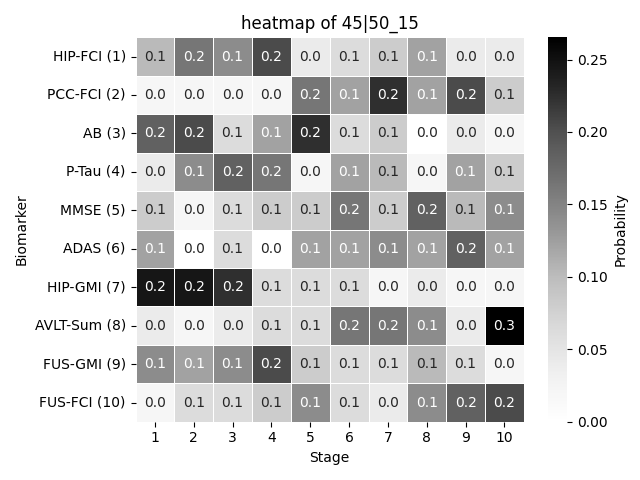 heatmap of 45|50_15
HIP-FCI (1) 0.1 0.2 0.1 0.2 0.0 0.1 0.1 0.1 0.0 0.0
PCC-FCI (2) 0.0 0.0 0.0 0.0 0.2 0.1 0.2 0.1 0.2 0.1
AB (3) 0.2 0.2 0.1 0.1 0.2 0.1 0.1 0.0 0.0 0.0
P-Tau (4) 0.0 0.1 0.2 0.2 0.0 0.1 0.1 0.0 0.1 0.1
MMSE (5) 0.1 0.0 0.1 0.1 0.1 0.2 0.1 0.2 0.1 0.1
ADAS (6) 0.1 0.0 0.1 0.0 0.1 0.1 0.1 0.1 0.2 0.1
HIP-GMI (7) 0.2 0.2 0.2 0.1 0.1 0.1 0.0 0.0 0.0 0.0
AVLT-Sum (8) 0.0 0.0 0.0 0.1 0.1 0.2 0.2 0.1 0.0 0.3
FUS-GMI (9) 0.1 0.1 0.1 0.2 0.1 0.1 0.1 0.1 0.1 0.0
FUS-FCI (10) 0.0 0.1 0.1 0.1 0.1 0.1 0.0 0.1 0.2 0.2
1 2 3 4 5 6 7 8 9 10
Stage
Biomarker
0.25
0.20
0.15
0.10
0.05
0.00
Probability